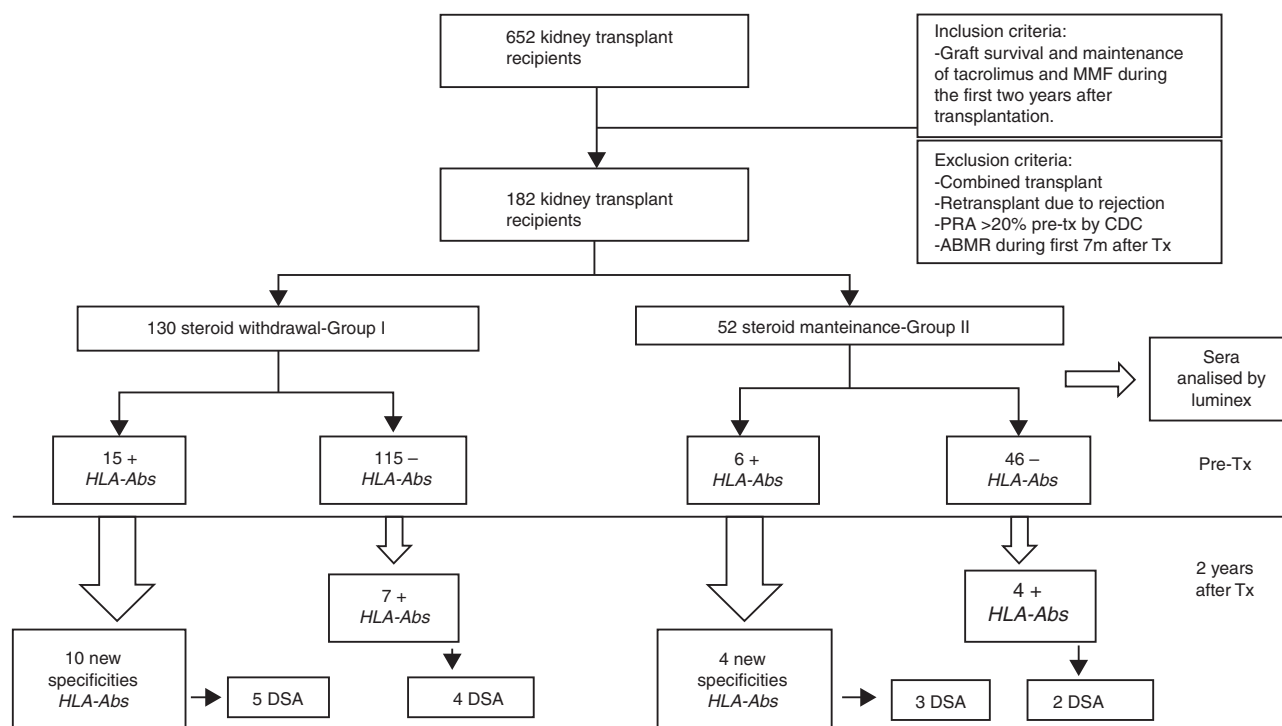 652 kidney transplant
recipients
Inclusion criteria:
-Graft survival and maintenance
of tacrolimus and MMF during
the first two years after
transplantation.
Exclusion criteria:
-Combined transplant
-Retransplant due to rejection
-PRA >20% pre-tx by CDC
-ABMR during first 7m after Tx
182 kidney transplant
recipients
130 steroid withdrawal-Group I
52 steroid manteinance-Group II
Sera
analised by
luminex
15 +
HLA-Abs
115 –
HLA-Abs
6 +
HLA-Abs
46 –
HLA-Abs
Pre-Tx
2 years
after Tx
7 +
HLA-Abs
4 +
HLA-Abs
10 new
specificities
HLA-Abs
5 DSA
4 DSA
4 new
specificities
HLA-Abs
3 DSA
2 DSA